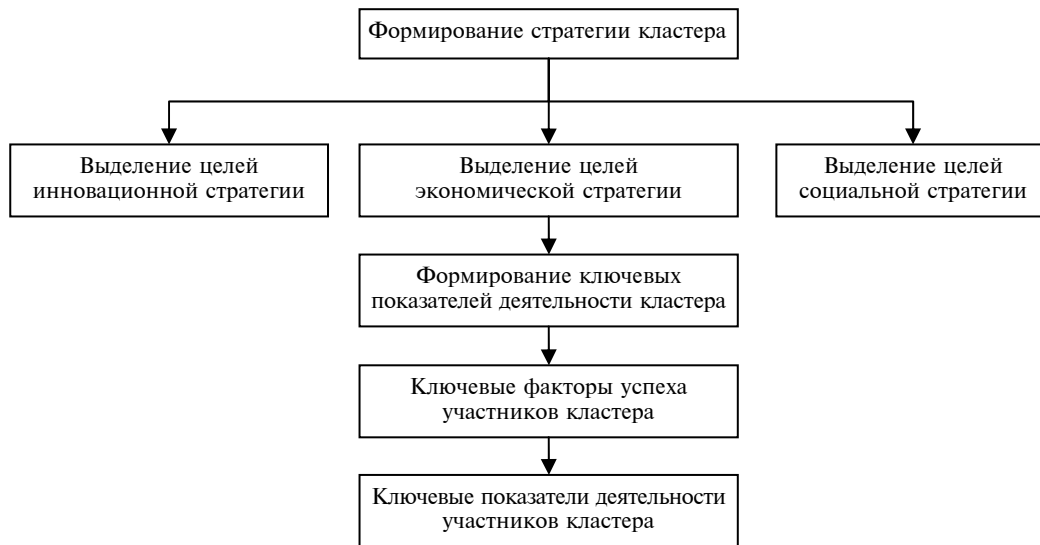 Формирование стратегии кластера
Выделение целей
инновационной стратегии
Выделение целей
экономической стратегии
Выделение целей
социальной стратегии
Формирование ключевых
показателей деятельности кластера
Ключевые факторы успеха
участников кластера
Ключевые показатели деятельности
участников кластера